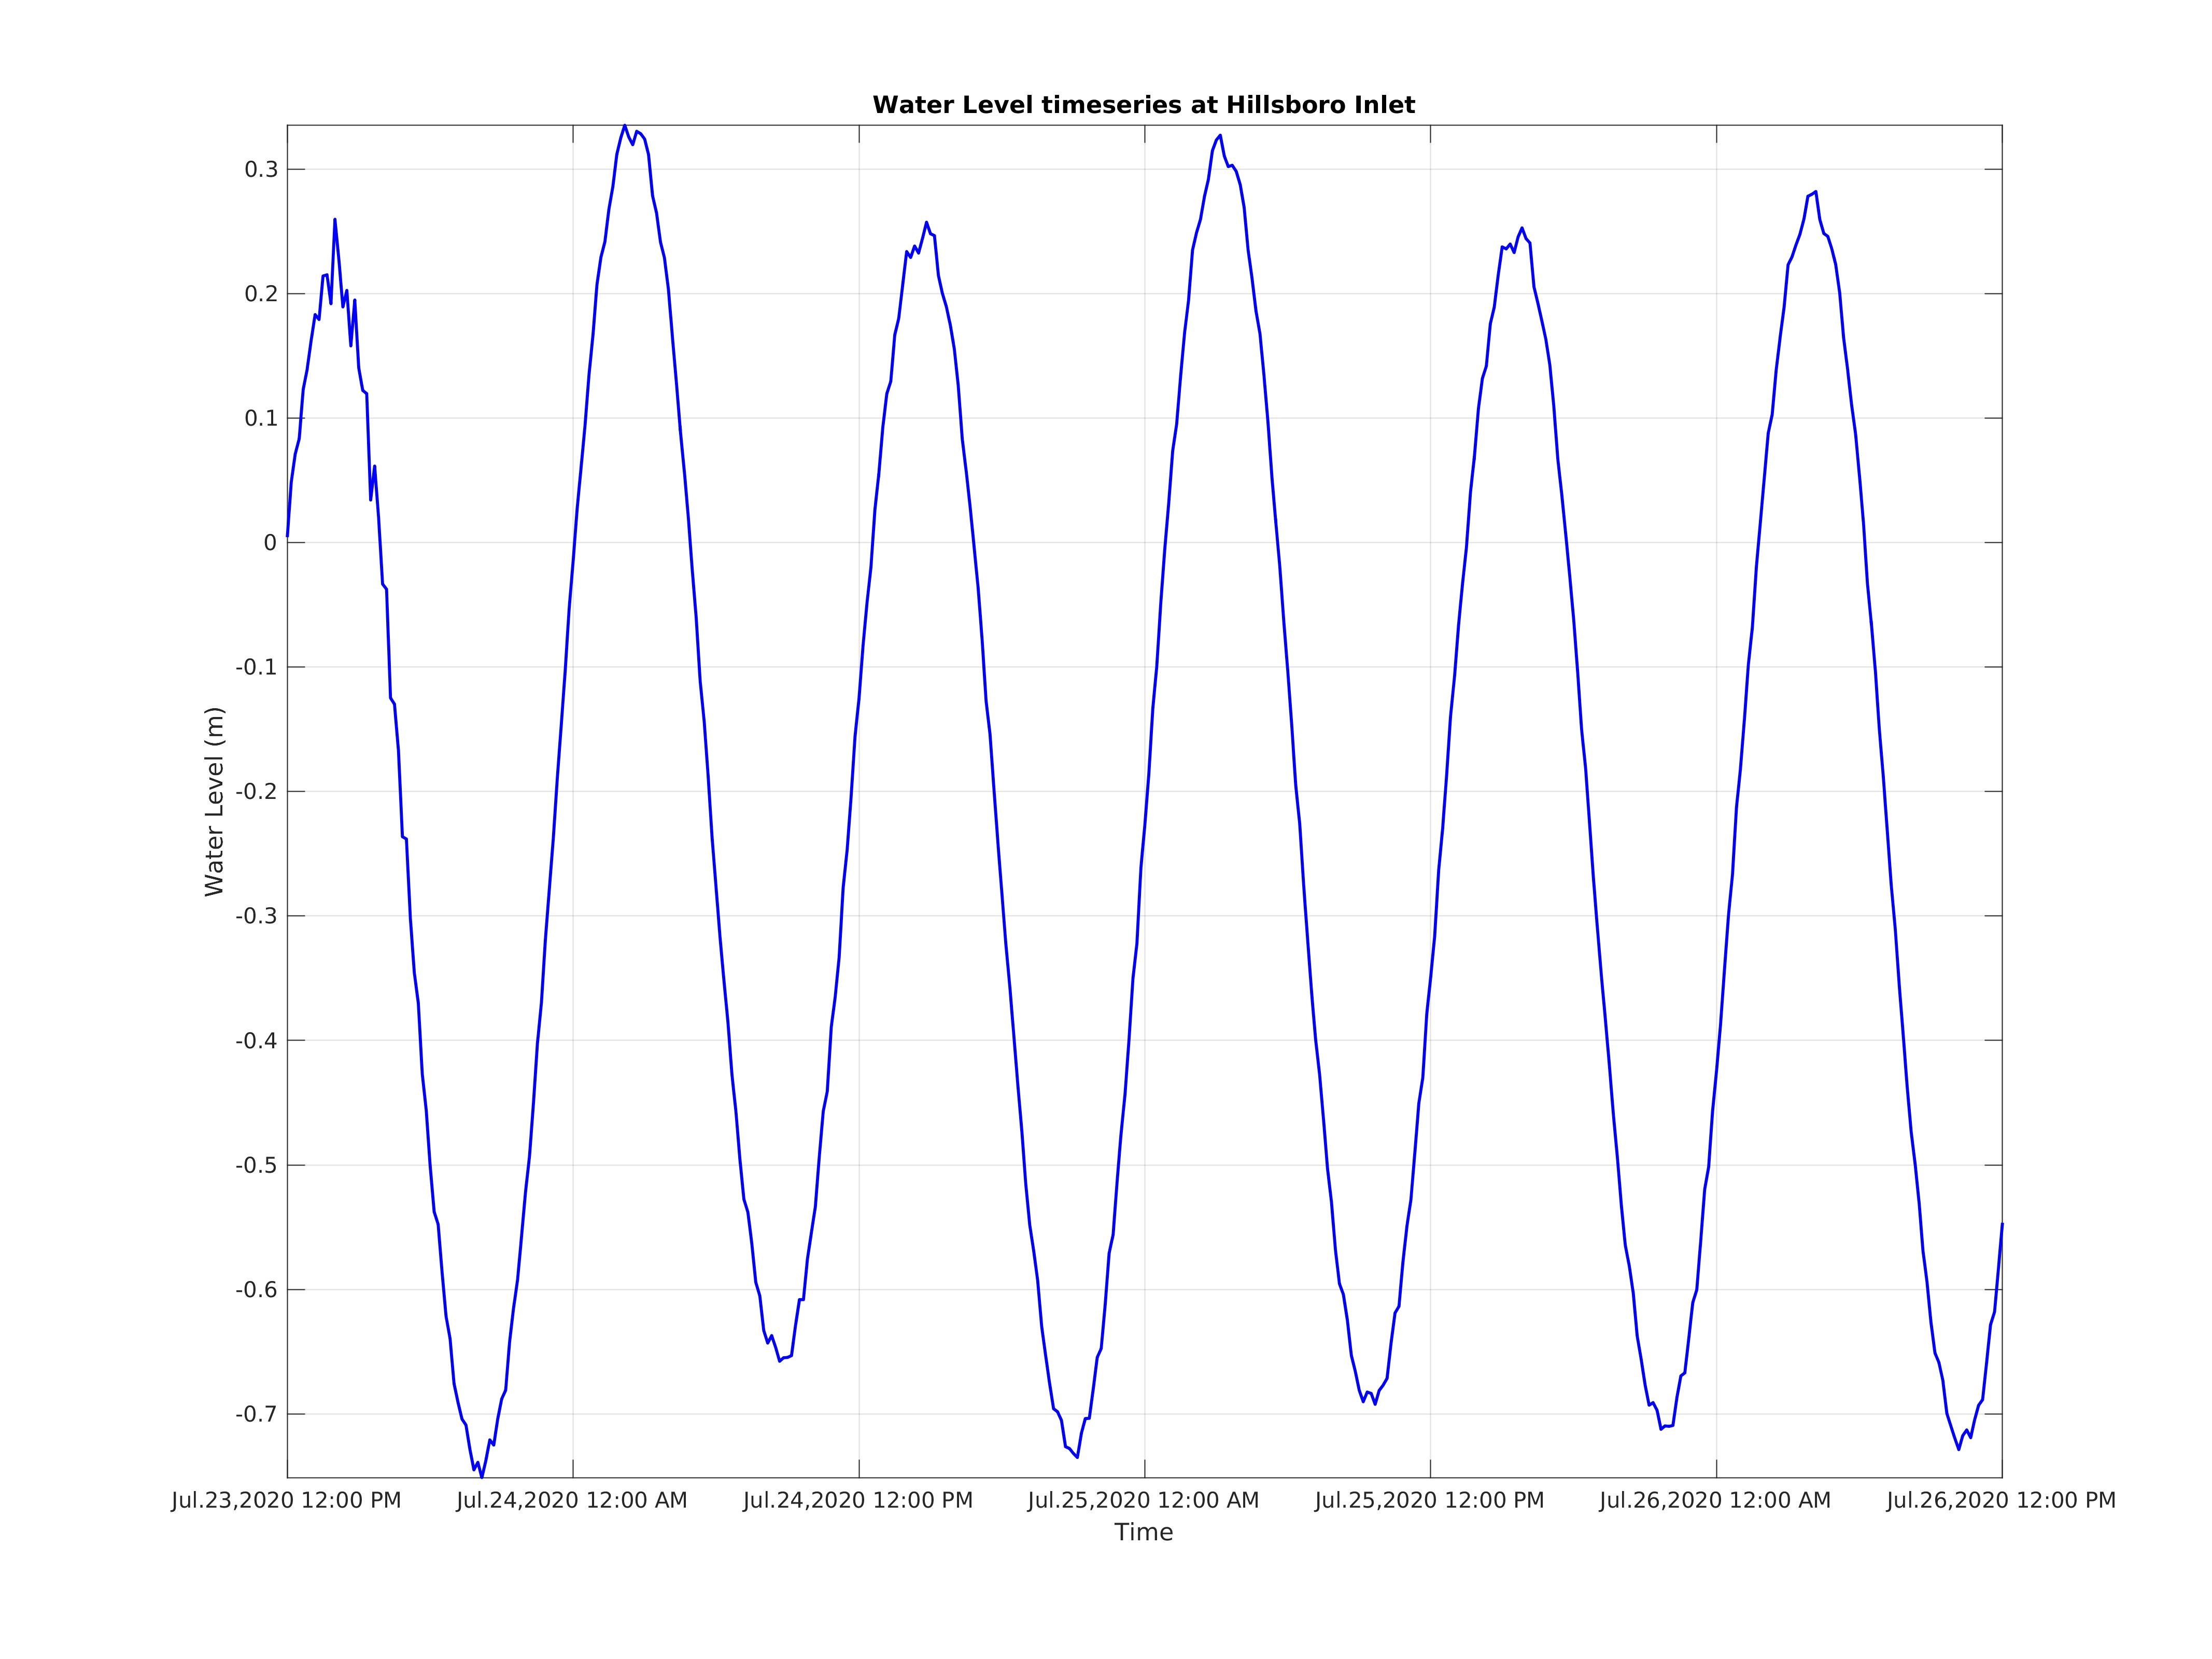 Water Level timeseries at Hillsboro Inlet
0.3
0.2
0.1
0
-0.1
-0.2
-0.3
-0.4
-0.5
-0.6
-0.7
Water Level (m)
Jul.23,2020 12:00 PM Jul.24,2020 12:00 AM Jul.24,2020 12:00 PM Jul.25,2020 12:00 AM Jul.25,2020 12:00 PM Jul.26,2020 12:00 AM Jul.26,2020 12:00 PM
Time